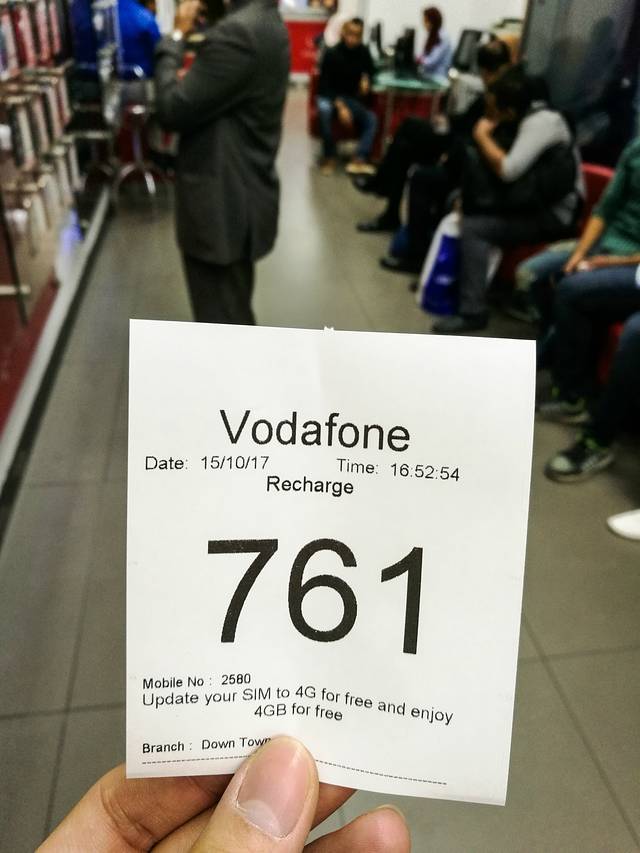 Vodafone
Date: 15/10/17 Time: 16:52:54
Recharge
761
Mobile No : 2580
Update your SIM to 4G for free and enjoy
4GB for free
Branch : Down Town